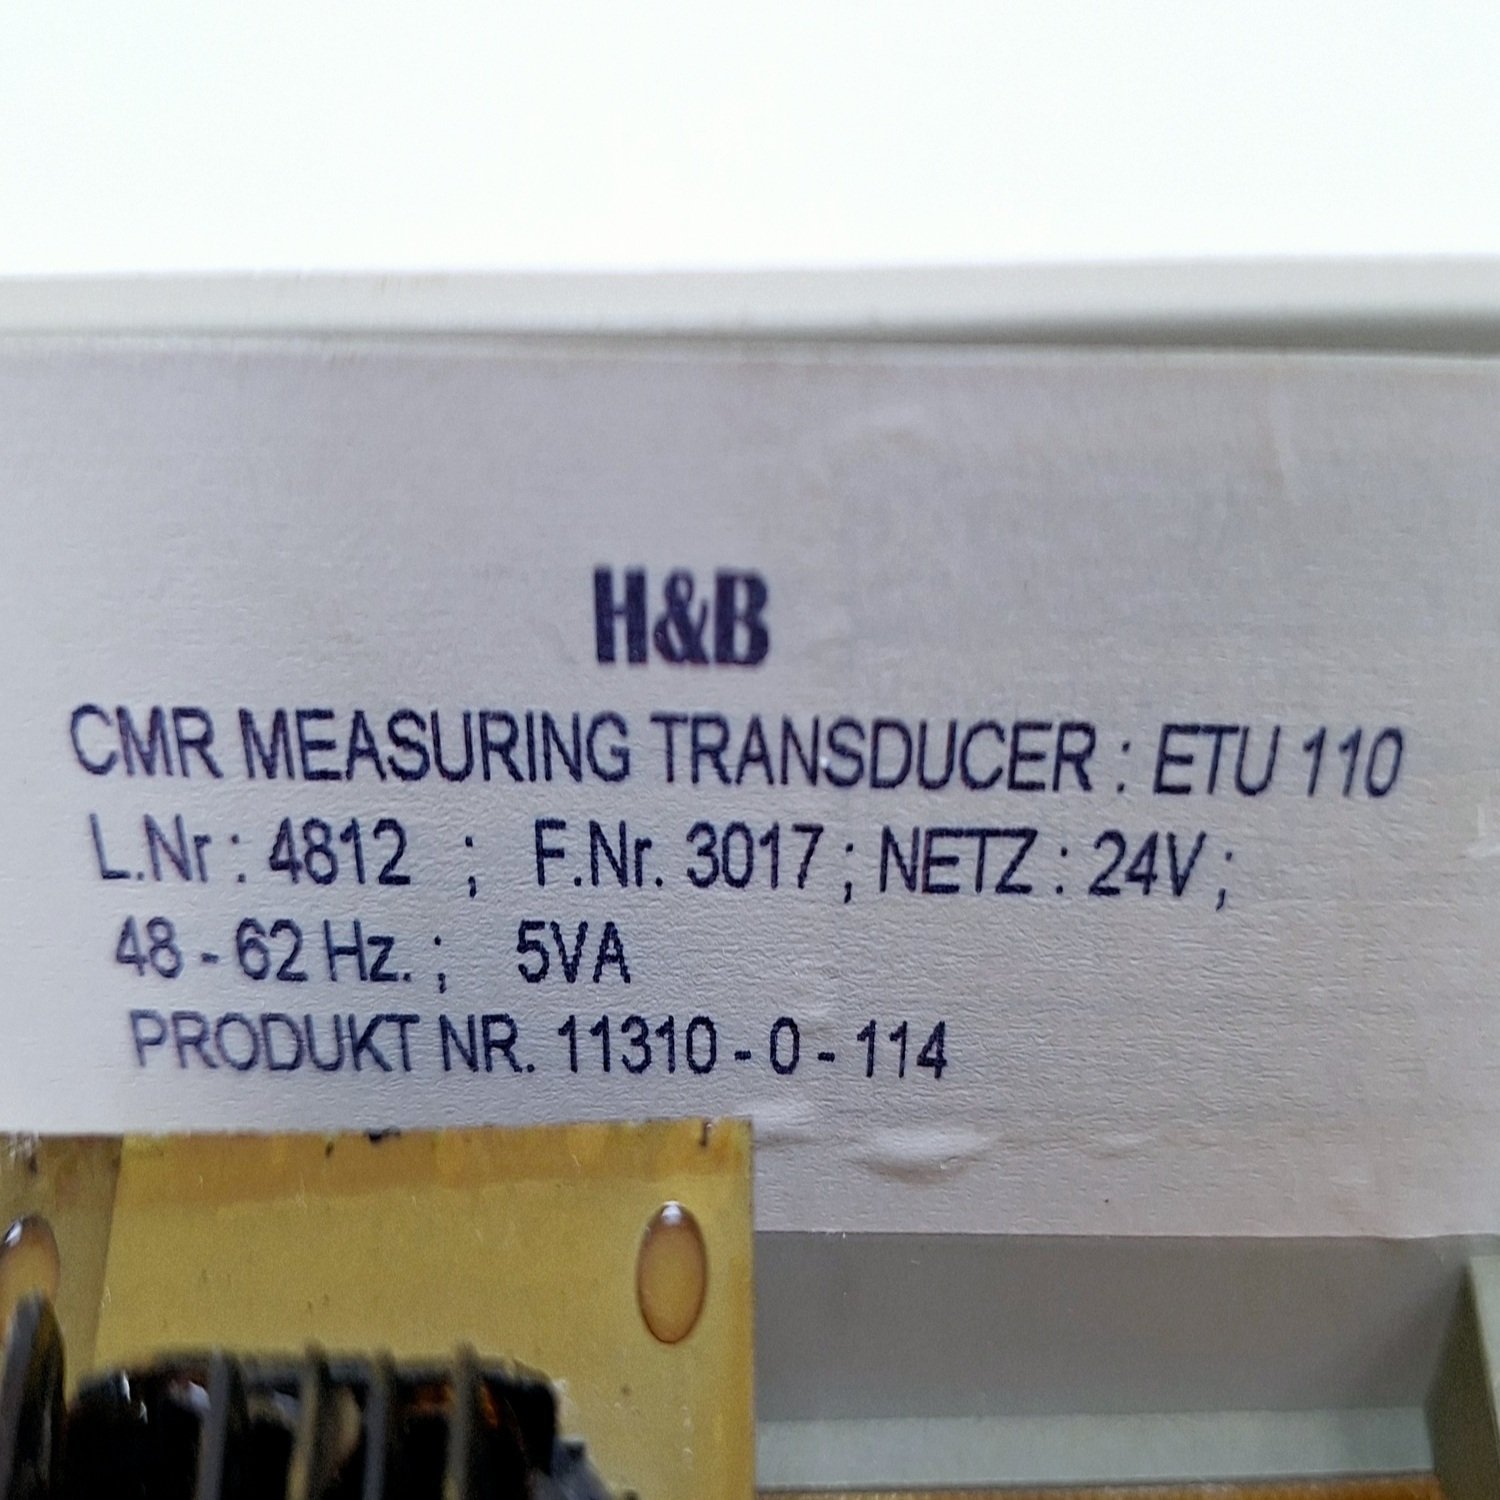 H&B
CMR MEASURING TRANSDUCER : ETU 110
L.Nr : 4812 ; F.Nr. 3017 ; NETZ : 24V ;
48 - 62 Hz. ; 5VA
PRODUKT NR. 11310 - 0 - 114